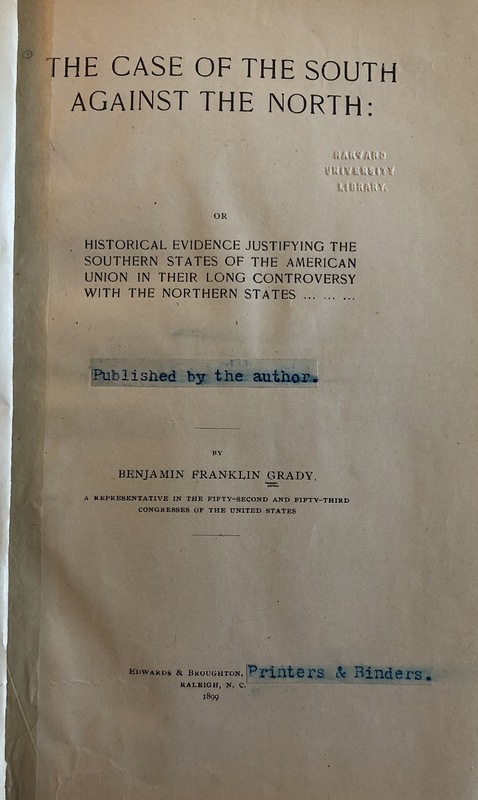 THE CASE OF THE SOUTH
AGAINST THE NORTH:
HARVARD
UNIVERSITY
LIBRARY.
OR
HISTORICAL EVIDENCE JUSTIFYING THE
SOUTHERN STATES OF THE AMERICAN
UNION IN THEIR LONG CONTROVERSY
WITH THE NORTHERN STATES ... ... ...
Published by the author.
BY
BENJAMIN FRANKLIN GRADY,
A REPRESENTATIVE IN THE FIFTY-SECOND AND FIFTY-THIRD
CONGRESSES OF THE UNITED STATES
EDWARDS & BROUGHTON, Printers & Binders.
RALEIGH, N. C.
1899